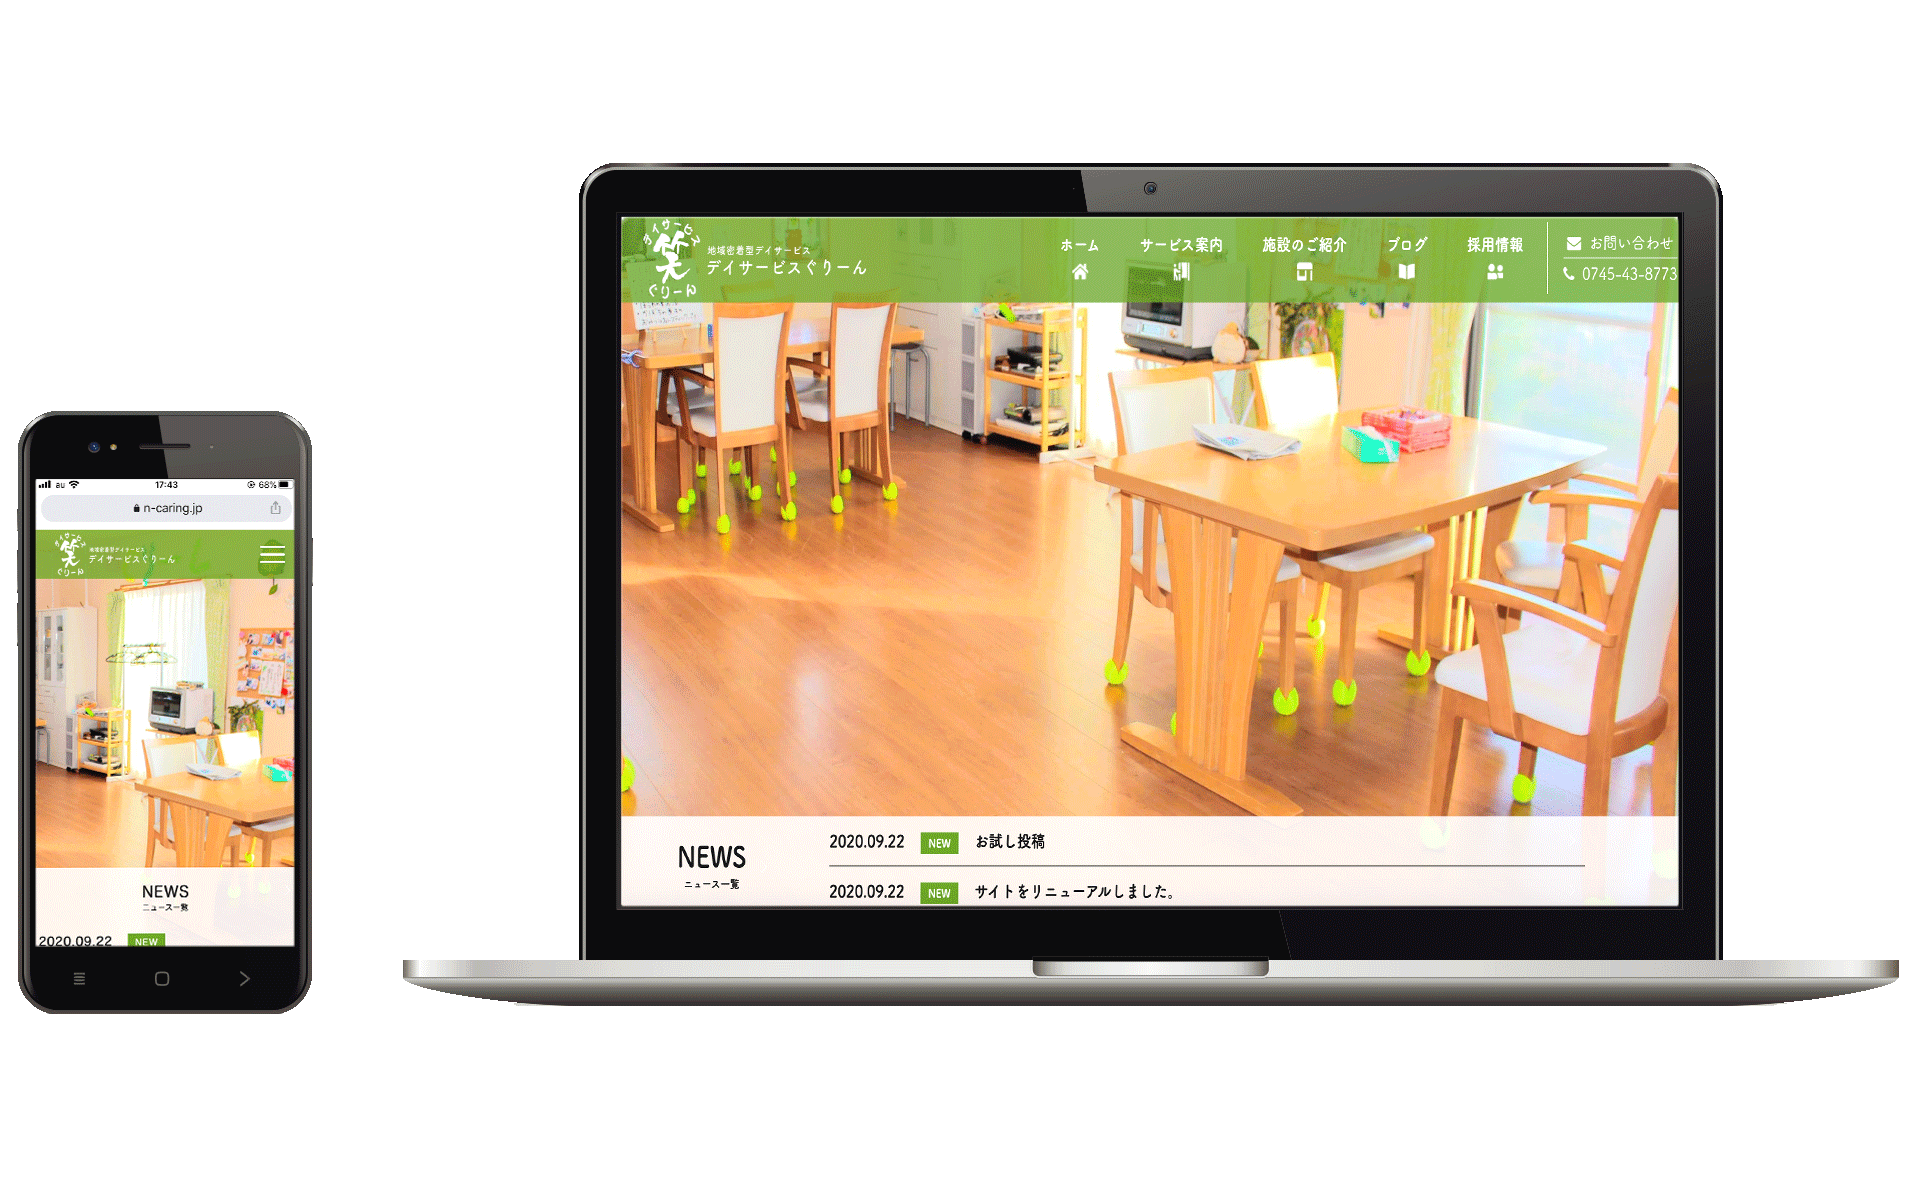 au
17:43
68%
n-caring.jp
デイサービス
笑
ぐりーん
地域密着型デイサービス
デイサービスぐりーん
NEWS
ニュース一覧
2020.09.22 NEW
デイサービス
笑
ぐりーん
地域密着型デイサービス
デイサービスぐりーん
ホーム
サービス案内
施設のご紹介
ブログ
採用情報
お問い合わせ
0745-43-8773
NEWS
ニュース一覧
2020.09.22 NEW お試し投稿
2020.09.22 NEW サイトをリニューアルしました。